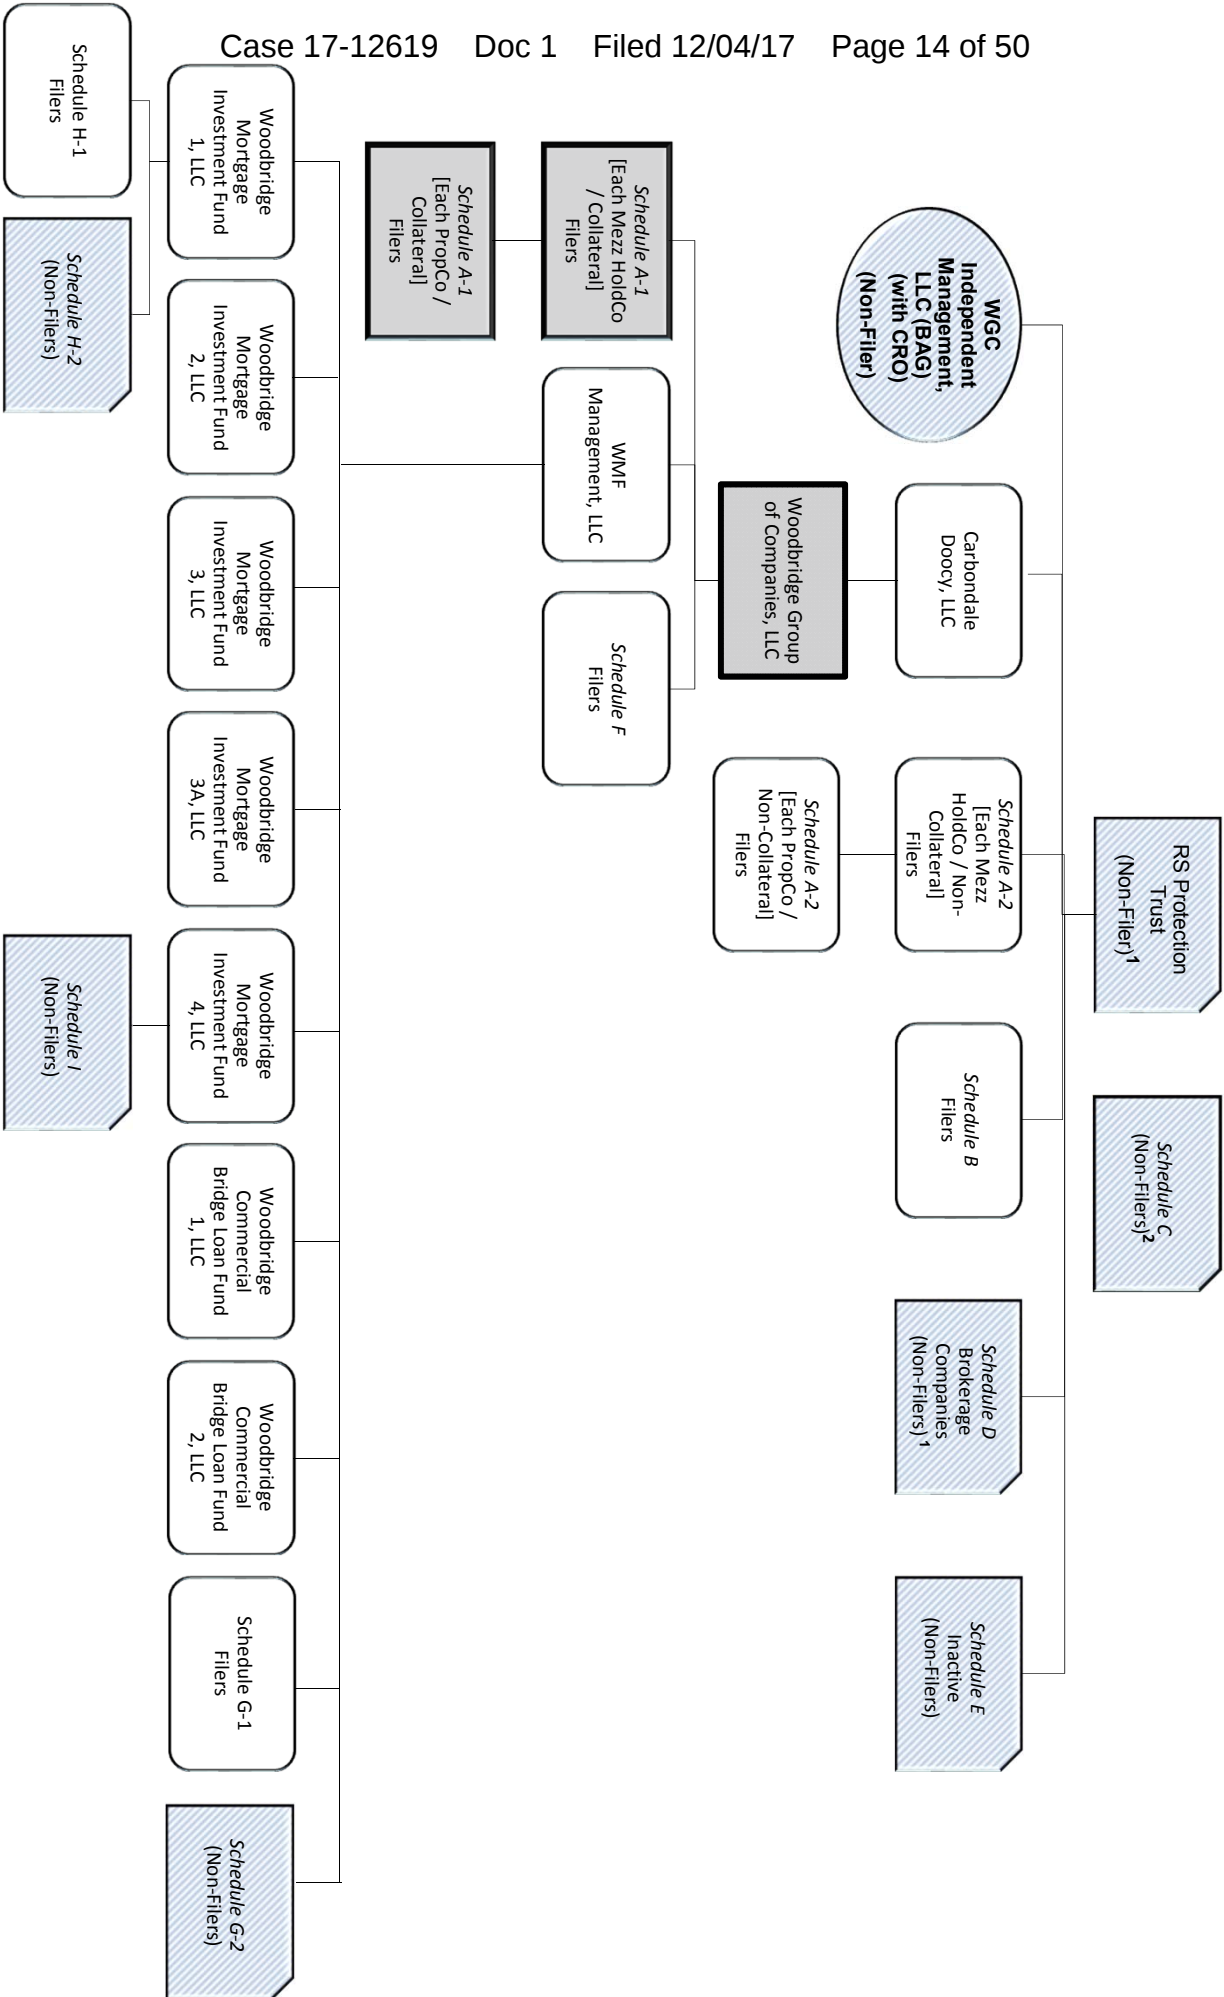 Case 17-12619 Doc 1 Filed 12/04/17 Page 14 of 50
RS Protection
Trust
(Non-Filer)1
Schedule C
(Non-Filers)2
WGC
Independent
Management,
LLC (BAG)
(with CRO)
(Non-Filer)
Carbondale
Doocy, LLC
Schedule A-2
[Each Mezz
HoldCo / Non-
Collateral]
Filers
Schedule B
Filers
Schedule D
Brokerage
Companies
(Non-Filers)1
Schedule E
Inactive
(Non-Filers)
Woodbridge Group
of Companies, LLC
Schedule A-2
[Each PropCo /
Non-Collateral]
Filers
Schedule A-1
[Each Mezz HoldCo
/ Collateral]
Filers
WMF
Management, LLC
Schedule F
Filers
Schedule A-1
[Each PropCo /
Collateral]
Filers
Woodbridge
Mortgage
Investment Fund
1, LLC
Woodbridge
Mortgage
Investment Fund
2, LLC
Woodbridge
Mortgage
Investment Fund
3, LLC
Woodbridge
Mortgage
Investment Fund
3A, LLC
Woodbridge
Mortgage
Investment Fund
4, LLC
Woodbridge
Commercial
Bridge Loan Fund
1, LLC
Woodbridge
Commercial
Bridge Loan Fund
2, LLC
Schedule G-1
Filers
Schedule G-2
(Non-Filers)
Schedule H-1
Filers
Schedule H-2
(Non-Filers)
Schedule I
(Non-Filers)